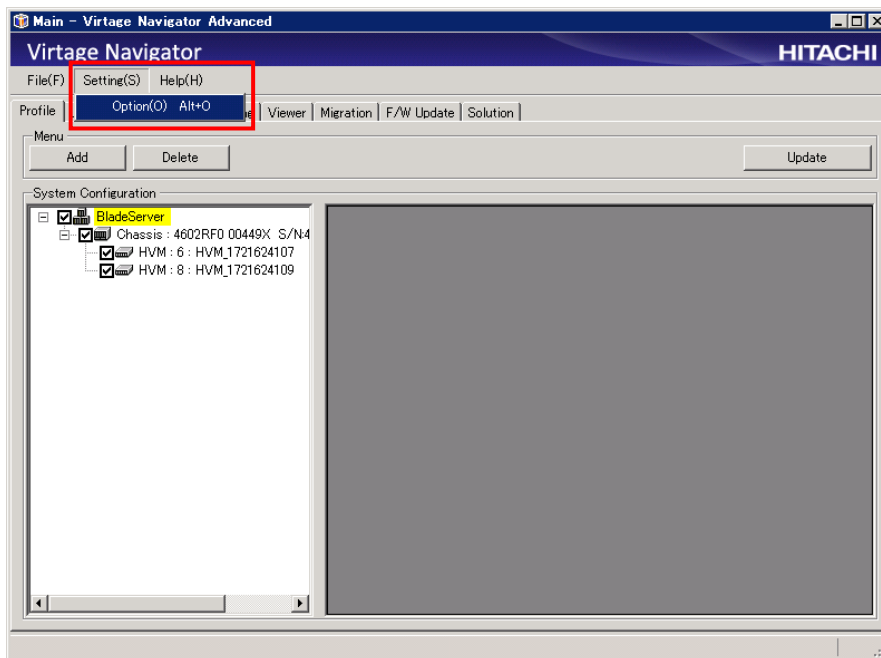 Main - Virtage Navigator Advanced
Virtage Navigator
HITACHI
File(F) Setting(S) Help(H)
Option(O) Alt+O
Profile Viewer Migration F/W Update Solution
Menu
Add Delete Update
System Configuration
BladeServer
Chassis : 4602RF0 00449X S/N:4
HVM : 6 : HVM_1721624107
HVM : 8 : HVM_1721624109